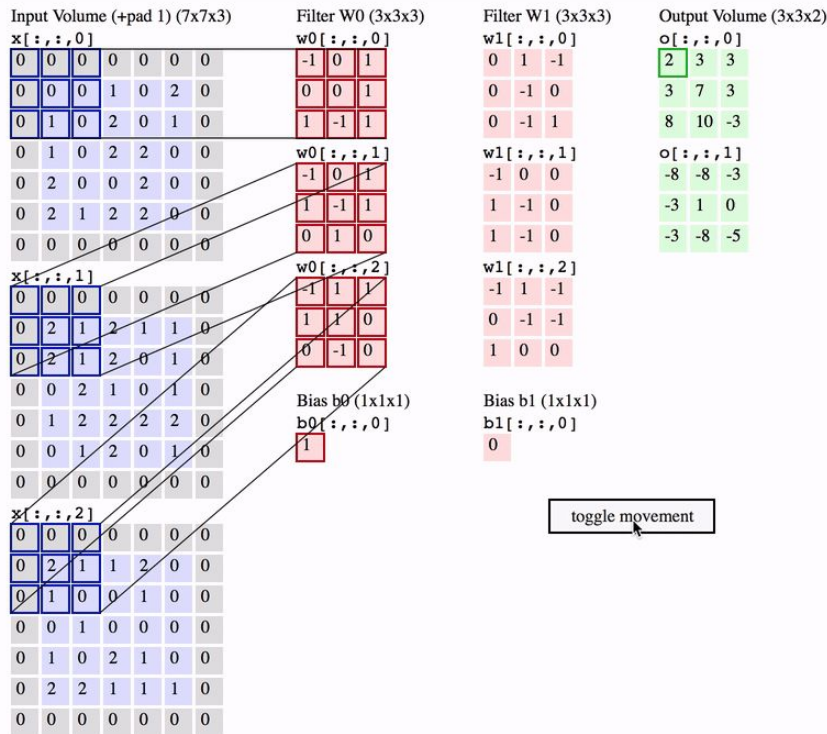 Input Volume (+pad 1) (7x7x3)
x[:,:,0]
0 0 0 0 0 0 0
0 0 0 1 0 2 0
0 1 0 2 0 1 0
0 1 0 2 2 0 0
0 2 0 0 2 0 0
0 2 1 2 2 0 0
0 0 0 0 0 0 0
x[:,:,1]
0 0 0 0 0 0 0
0 2 1 2 1 1 0
0 2 1 2 0 1 0
0 0 2 1 0 1 0
0 1 2 2 2 2 0
0 0 1 2 0 1 0
0 0 0 0 0 0 0
x[:,:,2]
0 0 0 0 0 0 0
0 2 1 1 2 0 0
0 1 0 0 1 0 0
0 0 1 0 0 0 0
0 1 0 2 1 0 0
0 2 2 1 1 1 0
0 0 0 0 0 0 0
Filter W0 (3x3x3)
w0[:,:,0]
-1 0 1
0 0 1
1 -1 1
w0[:,:,1]
-1 0 1
1 -1 1
0 1 0
w0[:,:,2]
-1 1 1
1 1 0
0 -1 0
Bias b0 (1x1x1)
b0[:,:,0]
1
Filter W1 (3x3x3)
w1[:,:,0]
0 1 -1
0 -1 0
0 -1 1
w1[:,:,1]
-1 0 0
1 -1 0
1 -1 0
w1[:,:,2]
-1 1 -1
0 -1 -1
1 0 0
Bias b1 (1x1x1)
b1[:,:,0]
0
Output Volume (3x3x2)
o[:,:,0]
2 3 3
3 7 3
8 10 -3
o[:,:,1]
-8 -8 -3
-3 1 0
-3 -8 -5
toggle movement